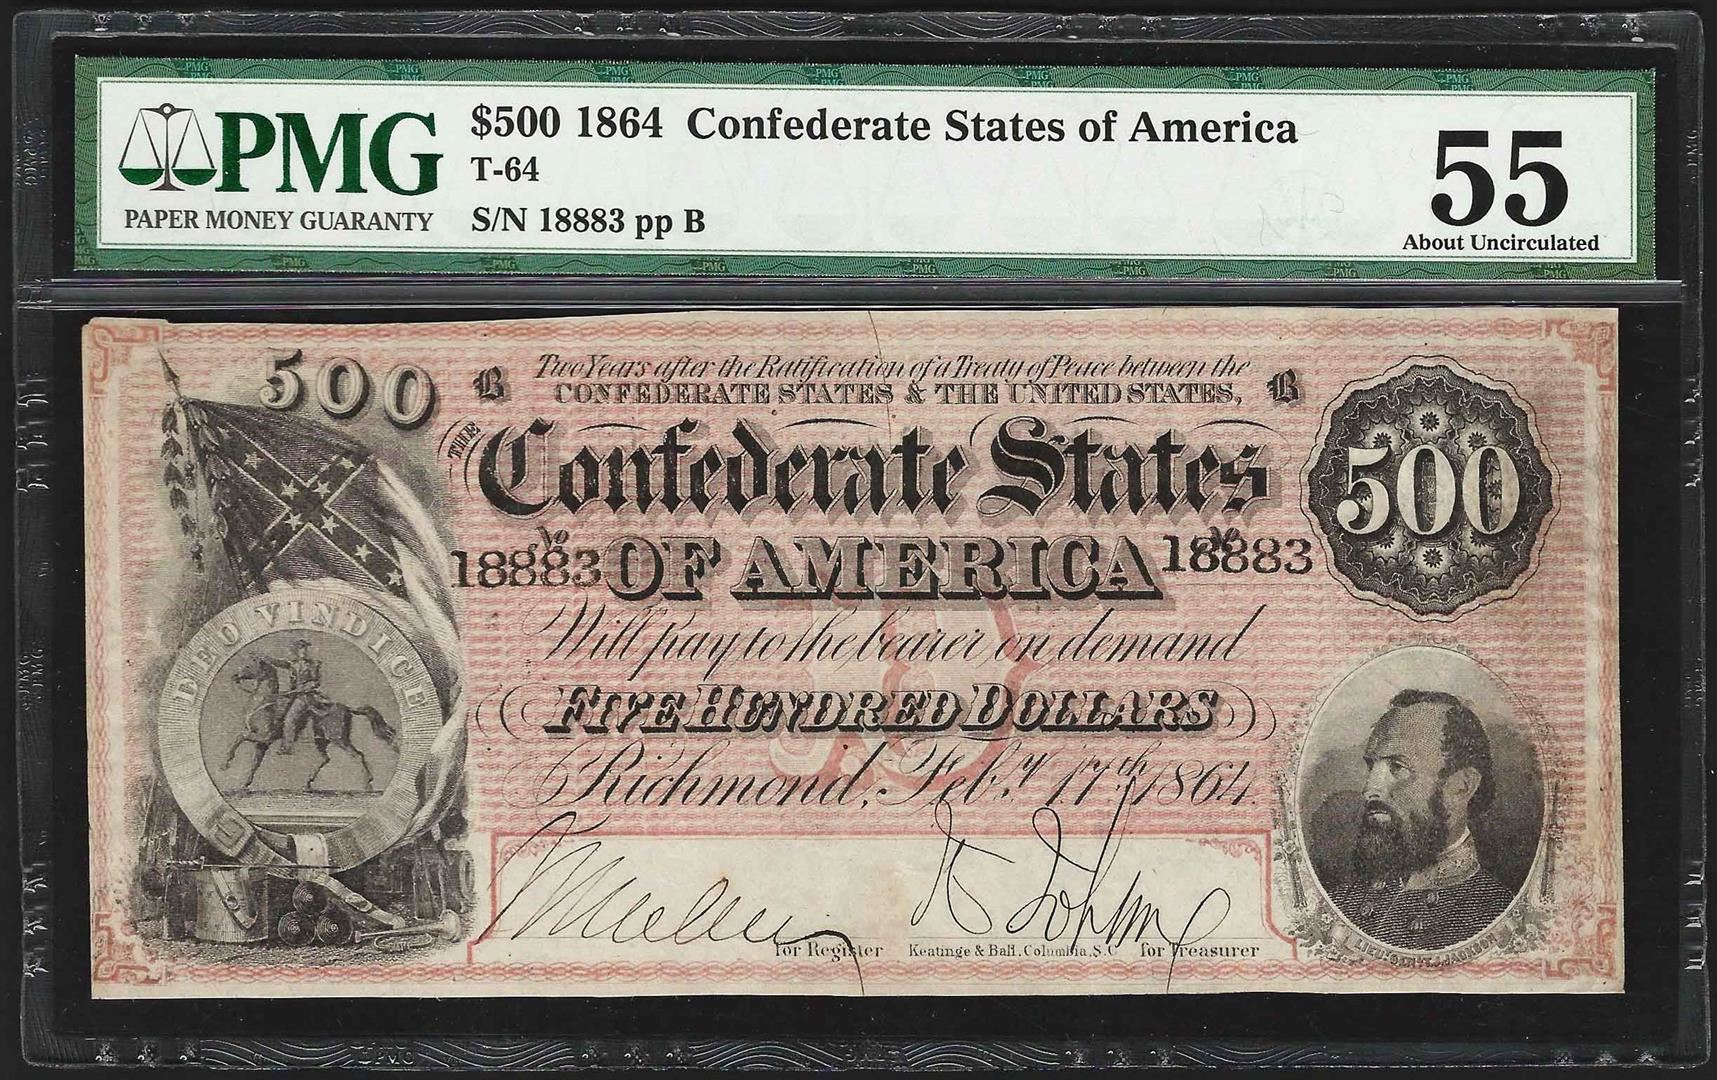 PMG
PAPER MONEY GUARANTY
$500 1864 Confederate States of America
T-64
S/N 18883 pp B
55
About Uncirculated
500
B
Two Years after the Ratification of a Treaty of Peace between the
CONFEDERATE STATES & THE UNITED STATES,
B
THE
Confederate States
500
No 18883 OF AMERICA No 18883
DEO VINDICE
Will pay to the bearer on demand
FIVE HUNDRED DOLLARS
Richmond, Feby. 17th 1864.
for Register
Keatinge & Ball, Columbia, S.C
for Treasurer
LIEUT GEN T. J. JACKSON